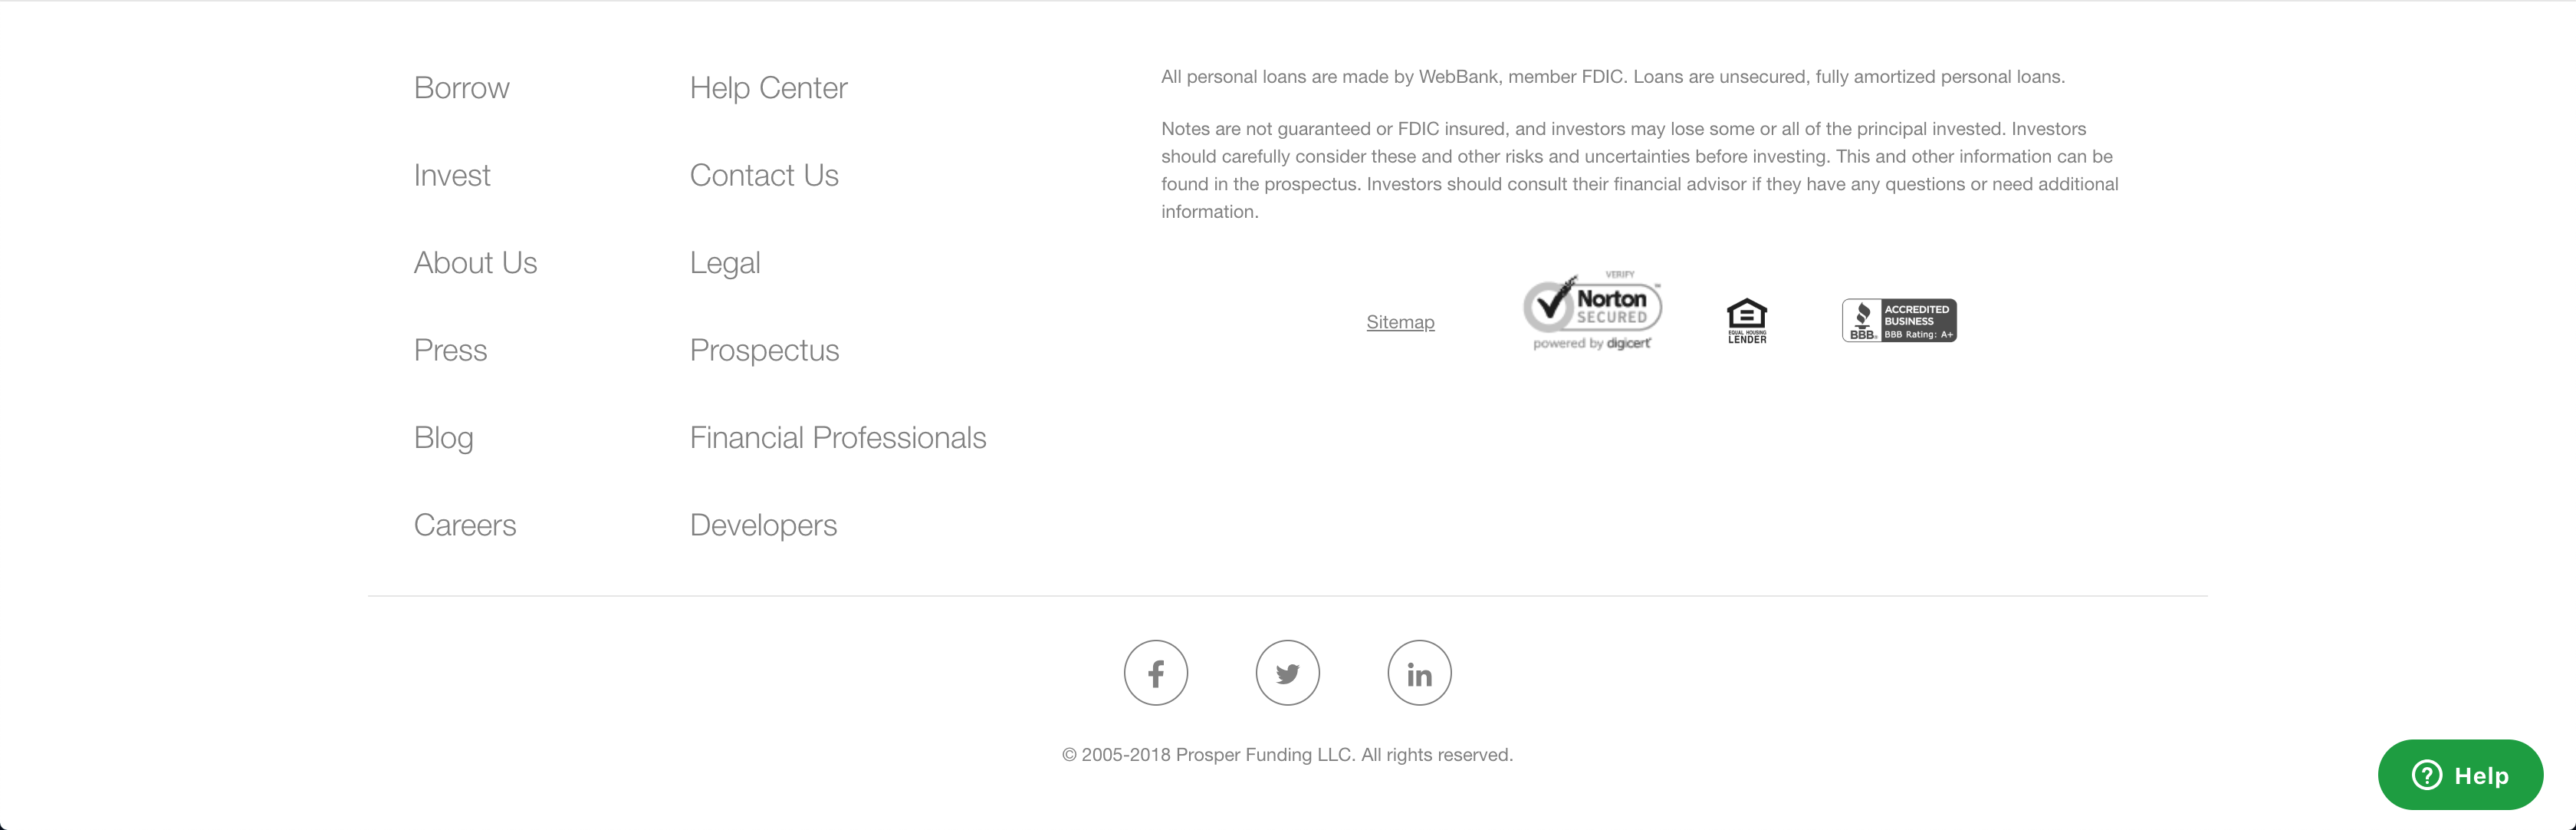 Borrow
Invest
About Us
Press
Blog
Careers
Help Center
Contact Us
Legal
Prospectus
Financial Professionals
Developers
All personal loans are made by WebBank, member FDIC. Loans are unsecured, fully amortized personal loans.
Notes are not guaranteed or FDIC insured, and investors may lose some or all of the principal invested. Investors
should carefully consider these and other risks and uncertainties before investing. This and other information can be
found in the prospectus. Investors should consult their financial advisor if they have any questions or need additional
information.
Sitemap
VERIFY
Norton
SECURED
powered by digicert
EQUAL HOUSING
LENDER
BBB
ACCREDITED
BUSINESS
BBB Rating: A+
f
in
© 2005-2018 Prosper Funding LLC. All rights reserved.
? Help